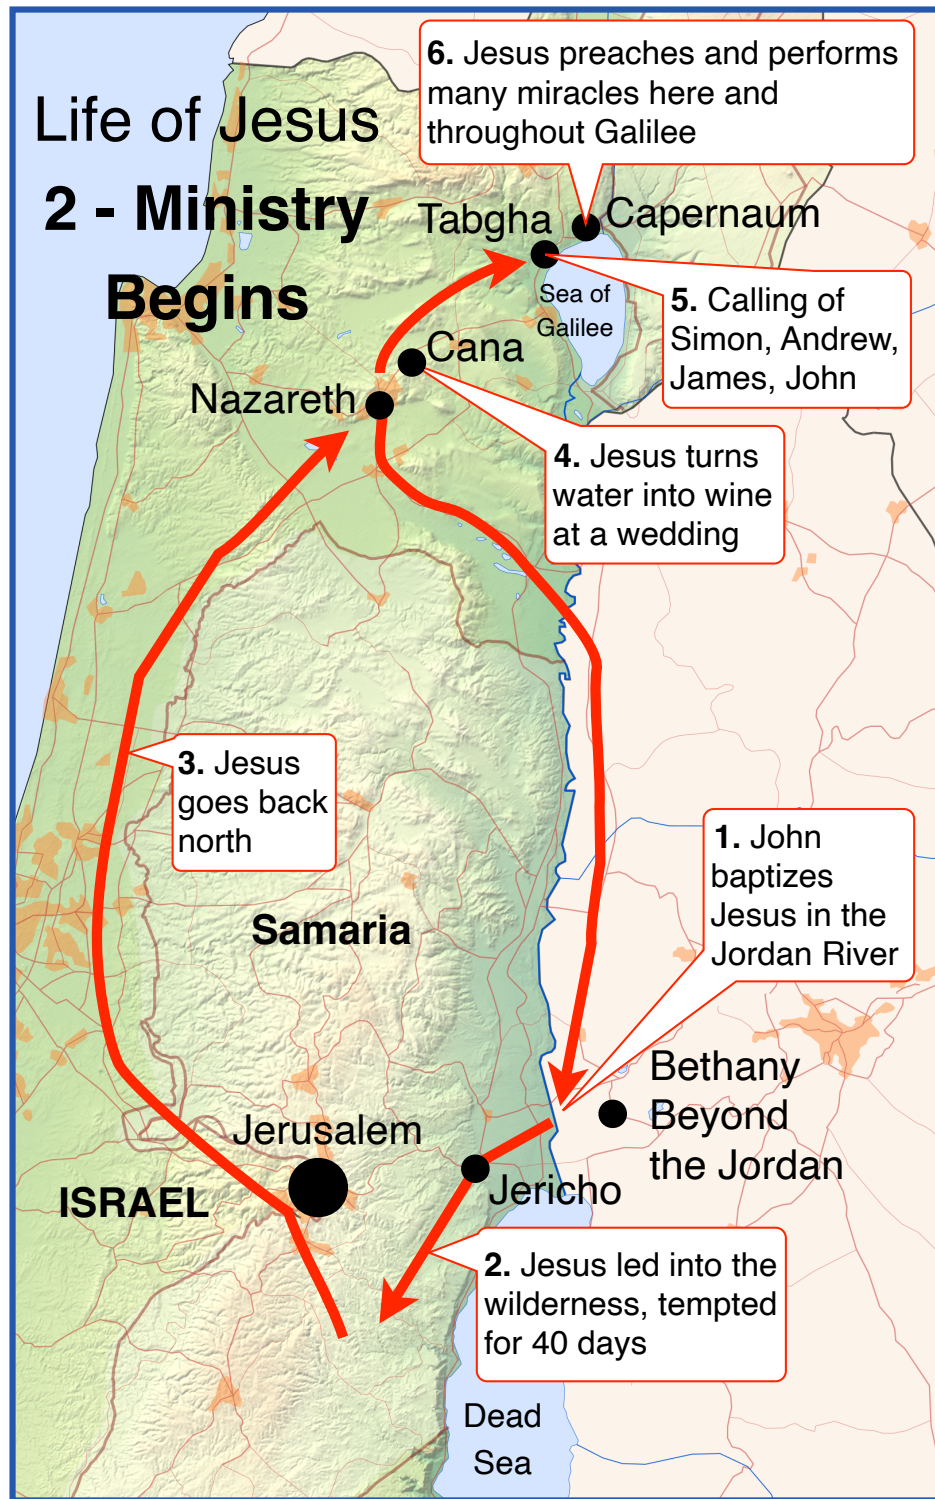 Life of Jesus
2 - Ministry
Begins
6. Jesus preaches and performs
many miracles here and
throughout Galilee
Tabgha
Capernaum
Sea of
Galilee
5. Calling of
Simon, Andrew,
James, John
Cana
Nazareth
4. Jesus turns
water into wine
at a wedding
3. Jesus
goes back
north
1. John
baptizes
Jesus in the
Jordan River
Samaria
Bethany
Beyond
the Jordan
Jerusalem
Jericho
ISRAEL
2. Jesus led into the
wilderness, tempted
for 40 days
Dead
Sea